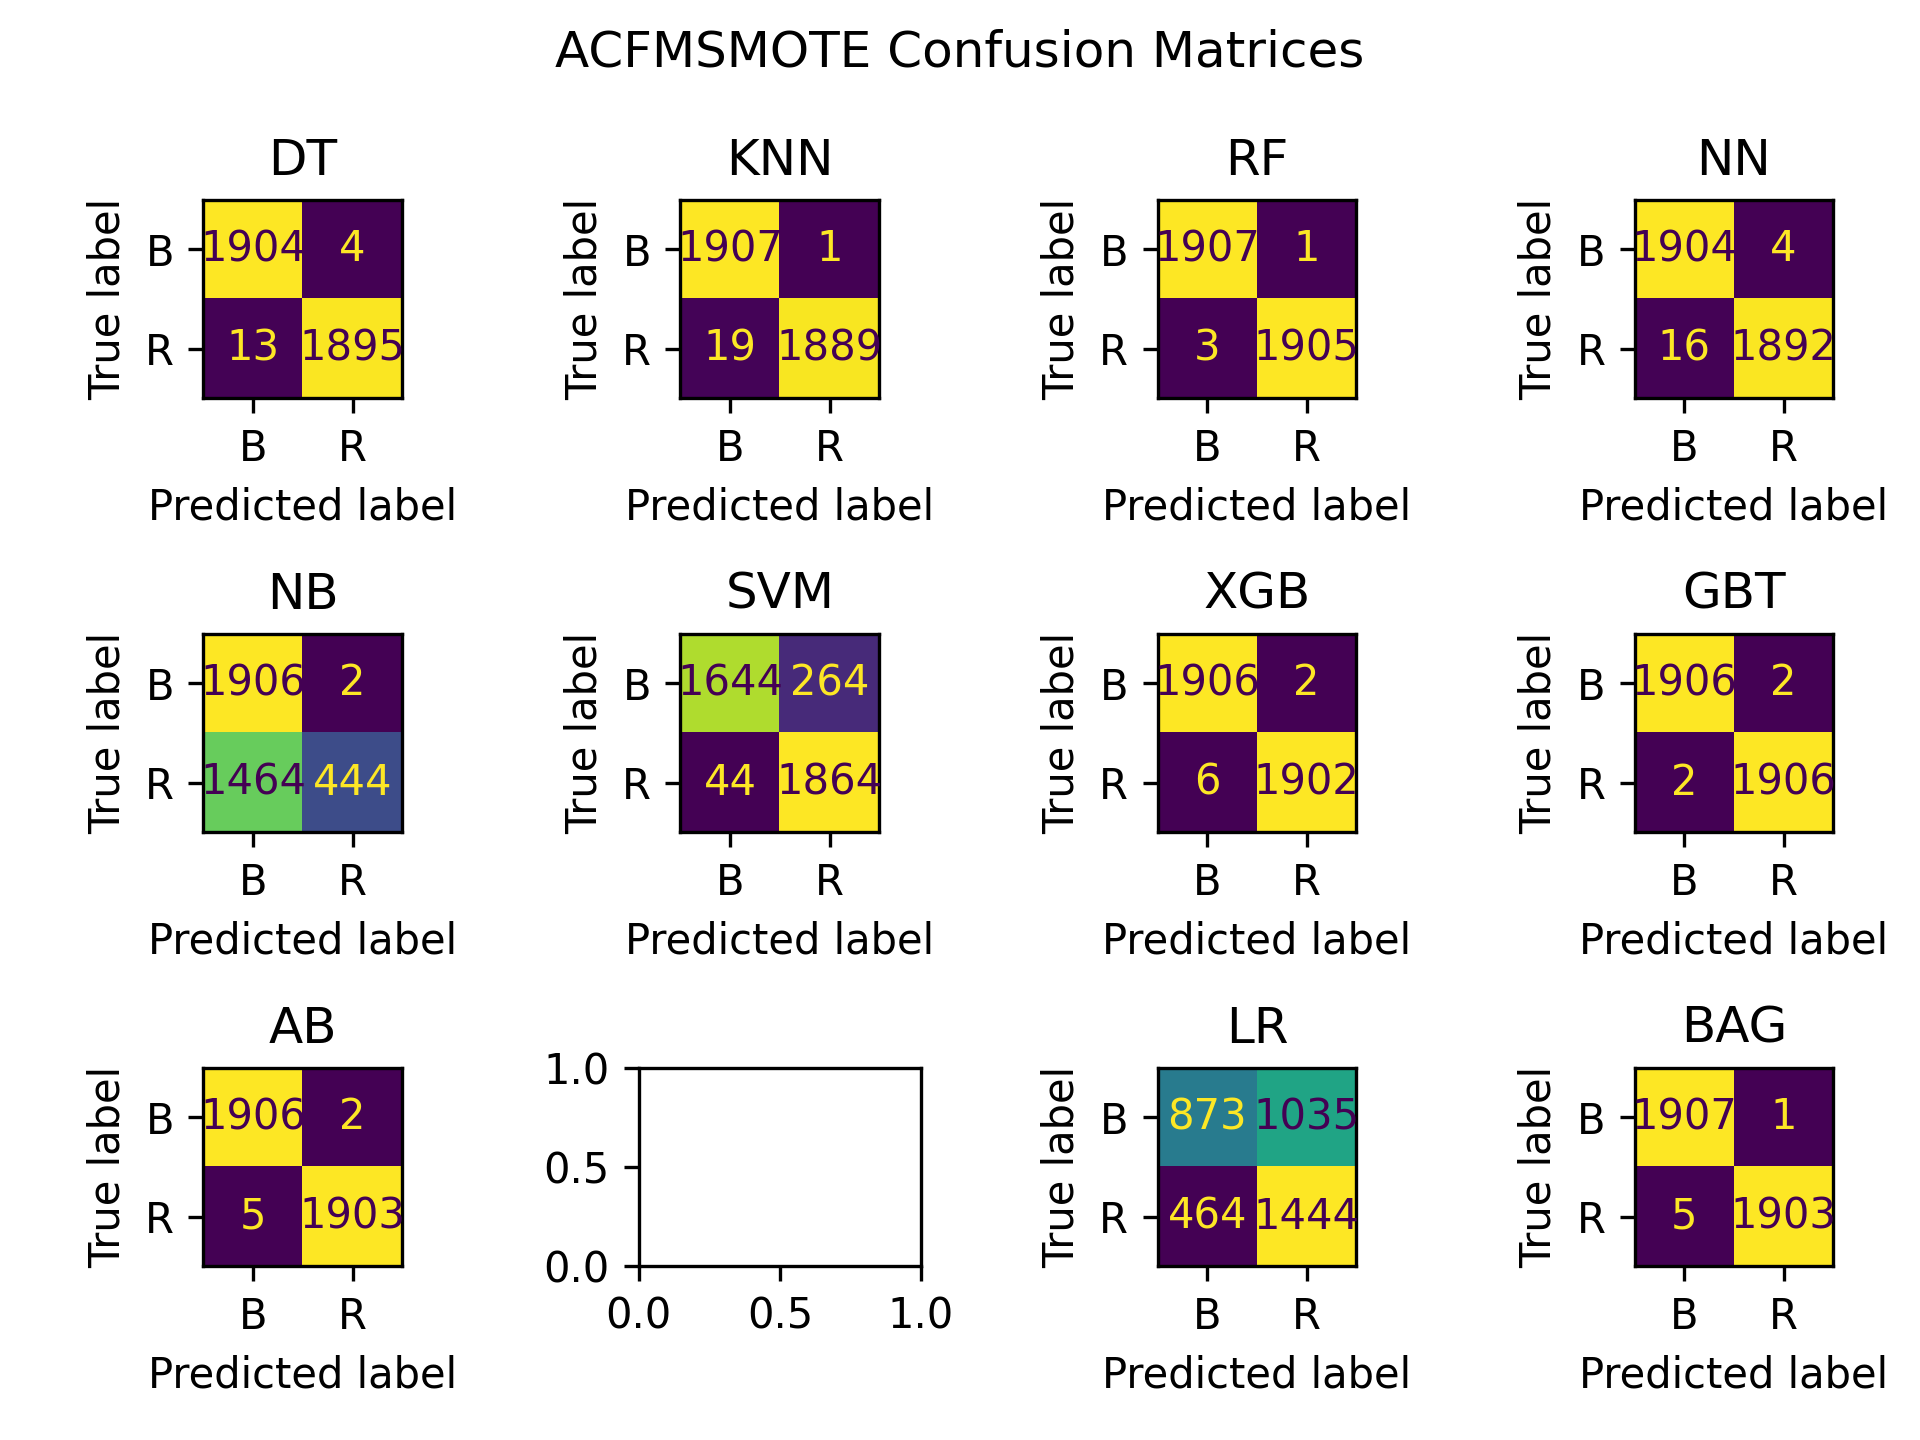 ACFMSMOTE Confusion Matrices
DT
True label
B
R
1904 4
13 1895
B R
Predicted label
KNN
True label
B
R
1907 1
19 1889
B R
Predicted label
RF
True label
B
R
1907 1
3 1905
B R
Predicted label
NN
True label
B
R
1904 4
16 1892
B R
Predicted label
NB
True label
B
R
1906 2
1464 444
B R
Predicted label
SVM
True label
B
R
1644 264
44 1864
B R
Predicted label
XGB
True label
B
R
1906 2
6 1902
B R
Predicted label
GBT
True label
B
R
1906 2
2 1906
B R
Predicted label
AB
True label
B
R
1906 2
5 1903
B R
Predicted label
1.0
0.5
0.0
0.0 0.5 1.0
LR
True label
B
R
873 1035
464 1444
B R
Predicted label
BAG
True label
B
R
1907 1
5 1903
B R
Predicted label